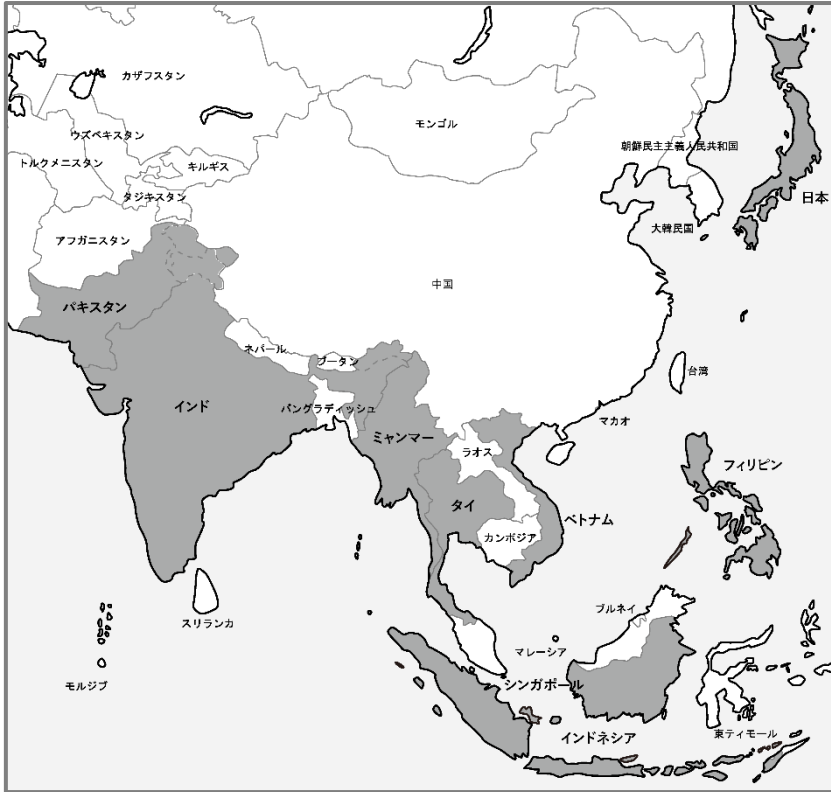 カザフスタン
モンゴル
ウズベキスタン
朝鮮民主主義人民共和国
トルクメニスタン
キルギス
タジキスタン
日本
大韓民国
アフガニスタン
中国
パキスタン
ネパール
ブータン
台湾
インド
バングラディッシュ
マカオ
ミャンマー
ラオス
フィリピン
タイ
ベトナム
カンボジア
スリランカ
ブルネイ
マレーシア
モルジブ
シンガポール
東ティモール
インドネシア